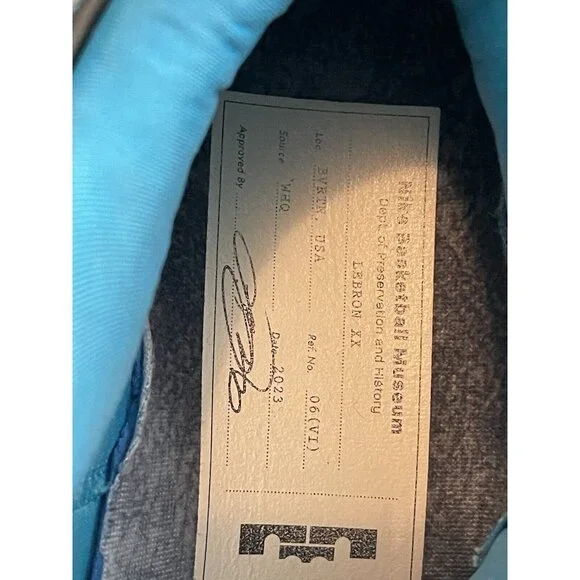 Nike Basketball Museum
Dept. of Preservation and History
LEBRON XX
Loc. BVRTN, USA Ref. No. 06(VI)
Source WHQ Date 2023
Approved By